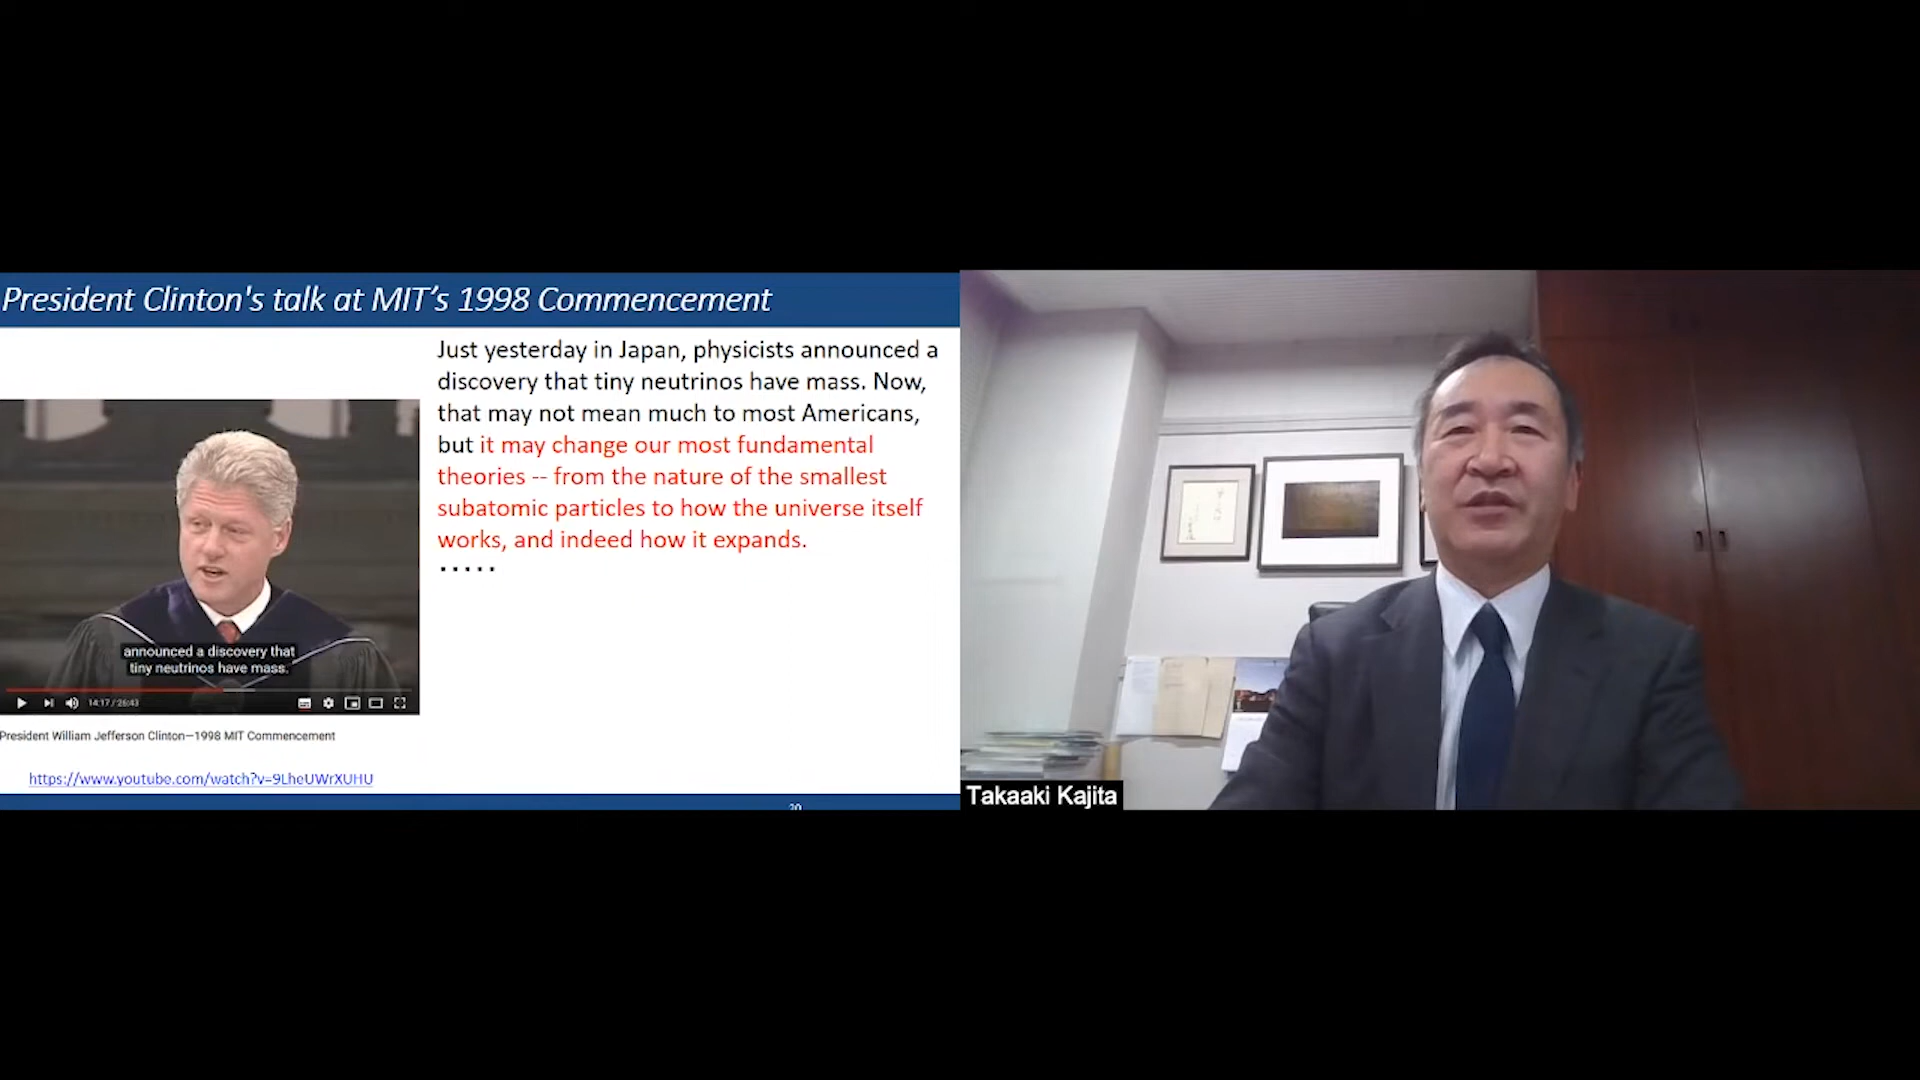 President Clinton's talk at MIT’s 1998 Commencement
Just yesterday in Japan, physicists announced a
discovery that tiny neutrinos have mass. Now,
that may not mean much to most Americans,
but it may change our most fundamental
theories -- from the nature of the smallest
subatomic particles to how the universe itself
works, and indeed how it expands.
.....
announced a discovery that
tiny neutrinos have mass.
14:17 / 26:43
President William Jefferson Clinton—1998 MIT Commencement
https://www.youtube.com/watch?v=9LheUWrXUHU
20
Takaaki Kajita